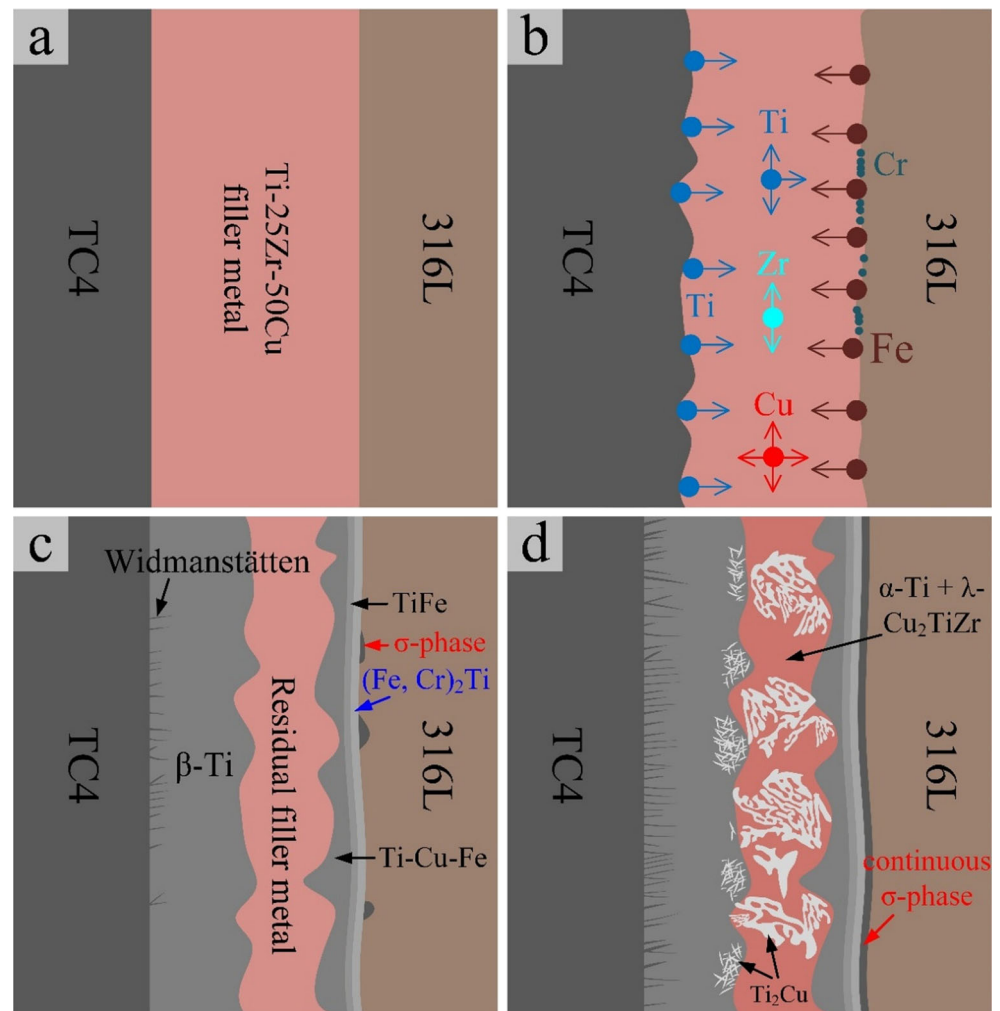 a
TC4
Ti-25Zr-50Cu
filler metal
316L
b
TC4
Ti
Ti
Zr
Cu
Cr
Fe
316L
c
Widmanstätten
TC4
β-Ti
Residual filler metal
TiFe
σ-phase
(Fe, Cr)₂Ti
316L
Ti-Cu-Fe
d
TC4
α-Ti + λ-
Cu₂TiZr
316L
continuous
σ-phase
Ti₂Cu